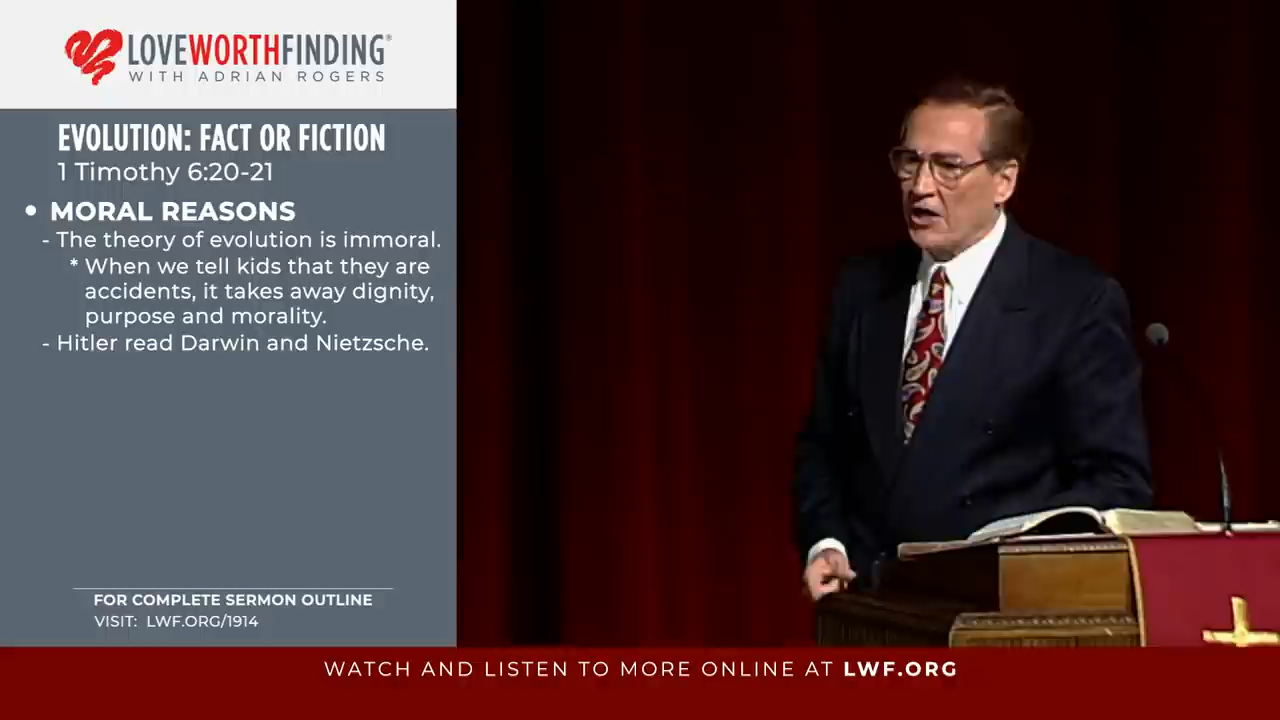 LOVEWORTHFINDING®
WITH ADRIAN ROGERS
EVOLUTION: FACT OR FICTION
1 Timothy 6:20-21
• MORAL REASONS
- The theory of evolution is immoral.
* When we tell kids that they are
accidents, it takes away dignity,
purpose and morality.
- Hitler read Darwin and Nietzsche.
FOR COMPLETE SERMON OUTLINE
VISIT: LWF.ORG/1914
WATCH AND LISTEN TO MORE ONLINE AT LWF.ORG